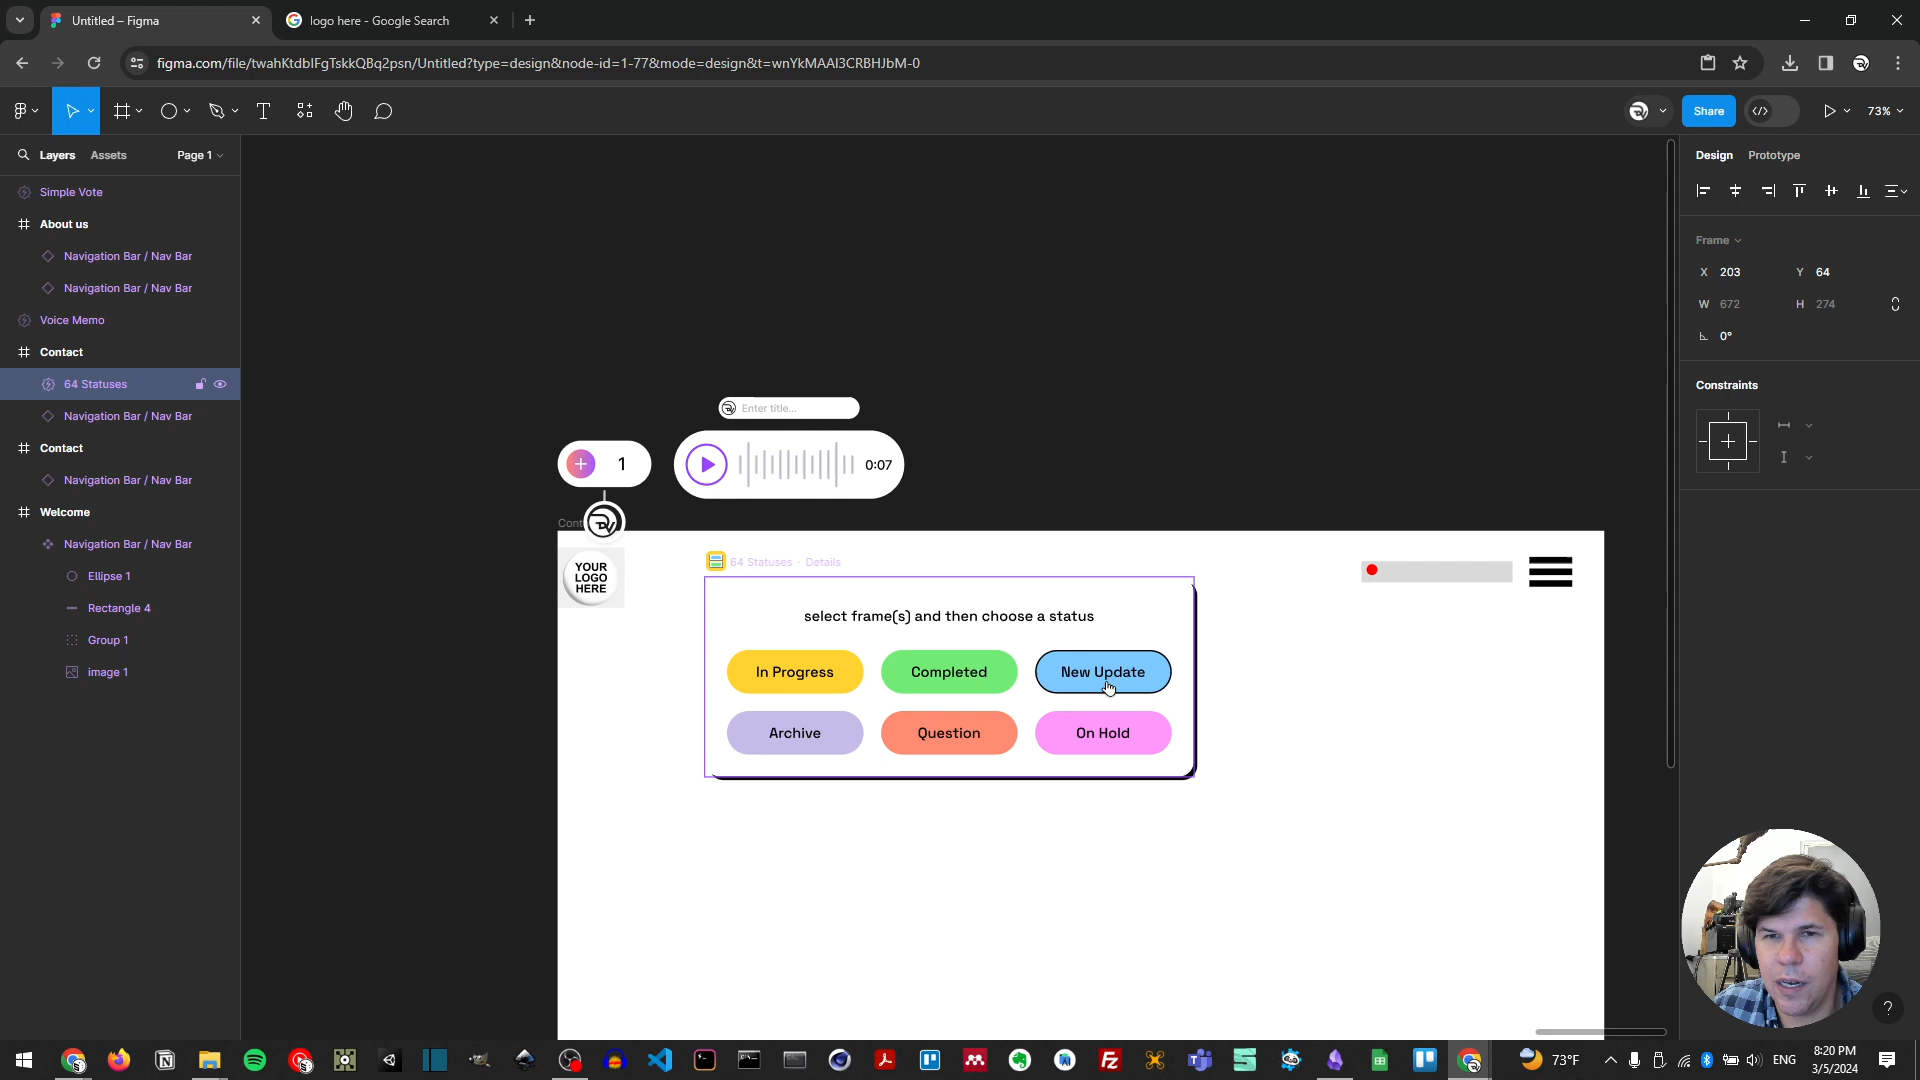 Untitled – Figma
logo here - Google Search
figma.com/file/twahKtdbIFgTskkQBq2psn/Untitled?type=design&node-id=1-77&mode=design&t=wnYkMAAI3CRBHJbM-0
Share
73%
Layers
Assets
Page 1
Design
Prototype
Simple Vote
About us
Navigation Bar / Nav Bar
Navigation Bar / Nav Bar
Voice Memo
Contact
64 Statuses
Navigation Bar / Nav Bar
Contact
Navigation Bar / Nav Bar
Welcome
Navigation Bar / Nav Bar
Ellipse 1
Rectangle 4
Group 1
image 1
Frame
X 203
Y 64
W 672
H 274
0°
Constraints
Enter title...
1
0:07
Cont
YOUR
LOGO
HERE
64 Statuses · Details
select frame(s) and then choose a status
In Progress
Completed
New Update
Archive
Question
On Hold
?
73°F
ENG
8:20 PM
3/5/2024